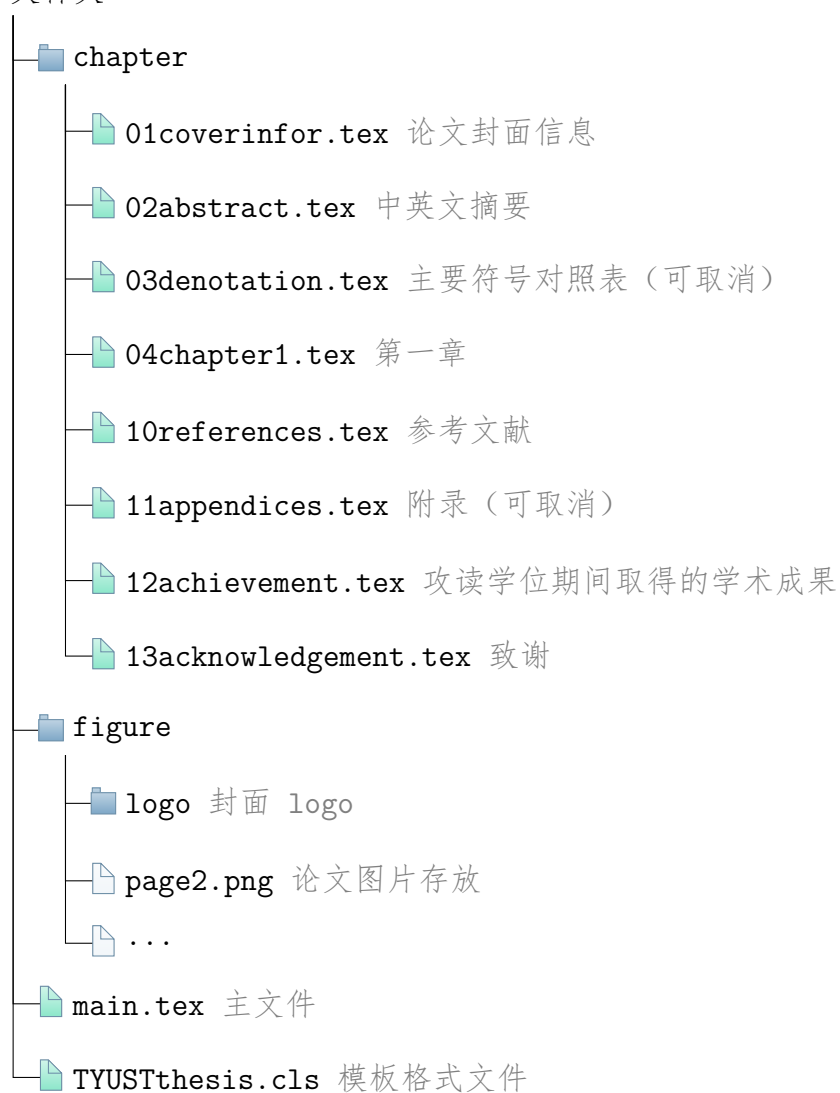 chapter
01coverinfor.tex 论文封面信息
02abstract.tex 中英文摘要
03denotation.tex 主要符号对照表（可取消）
04chapter1.tex 第一章
10references.tex 参考文献
11appendices.tex 附录（可取消）
12achievement.tex 攻读学位期间取得的学术成果
13acknowledgement.tex 致谢
figure
logo 封面 logo
page2.png 论文图片存放
...
main.tex 主文件
TYUSTthesis.cls 模板格式文件